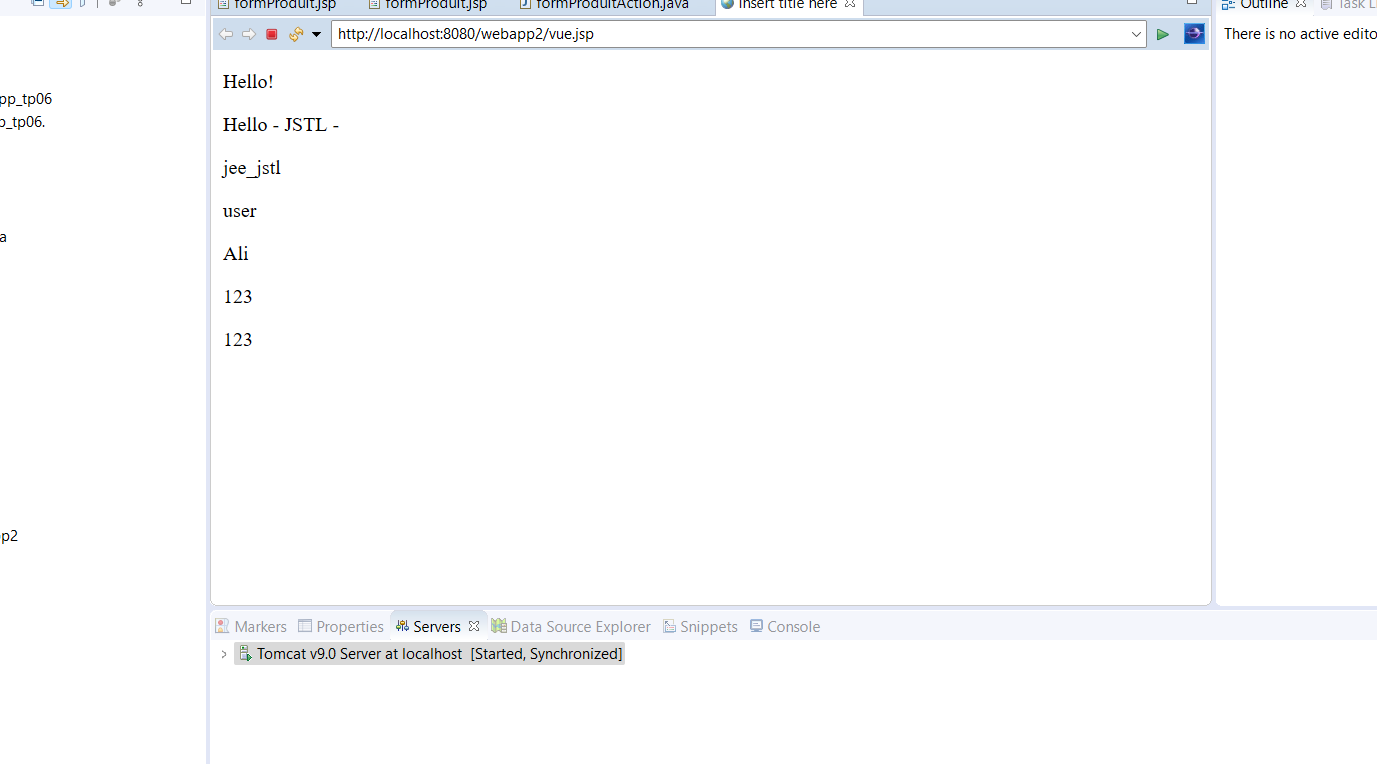 formProduit.jsp formProduit.jsp formProduitAction.java Insert title here Outline Task L
http://localhost:8080/webapp2/vue.jsp
There is no active edito
Hello!
pp_tp06
p_tp06.
Hello - JSTL -
jee_jstl
user
a
Ali
123
123
p2
Markers Properties Servers Data Source Explorer Snippets Console
Tomcat v9.0 Server at localhost [Started, Synchronized]